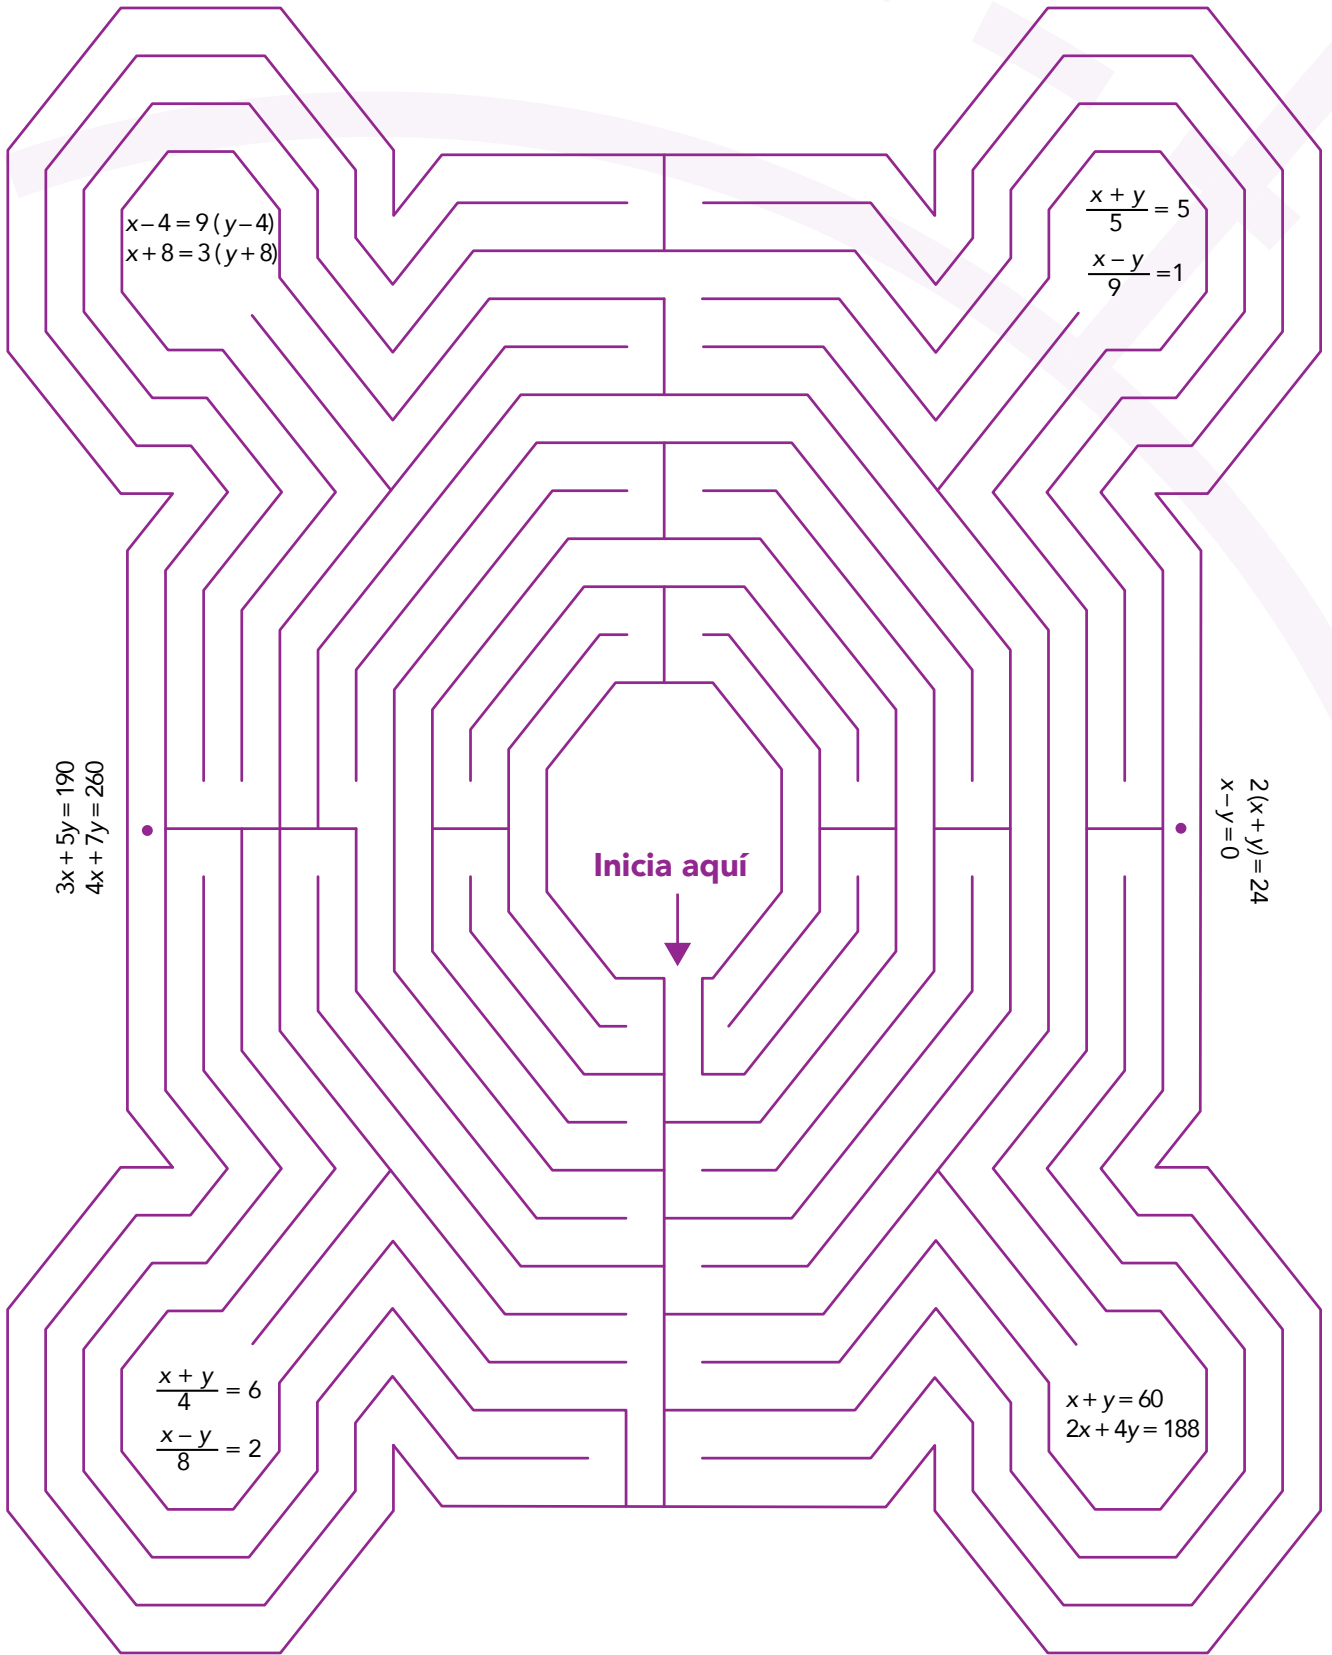 x – 4 = 9 ( y – 4)
x + 8 = 3 ( y + 8)
x + y
5
= 5
x – y
9
= 1
3x + 5y = 190
4x + 7y = 260
Inicia aquí
2 (x + y) = 24
x – y = 0
x + y
4
= 6
x – y
8
= 2
x + y = 60
2x + 4y = 188